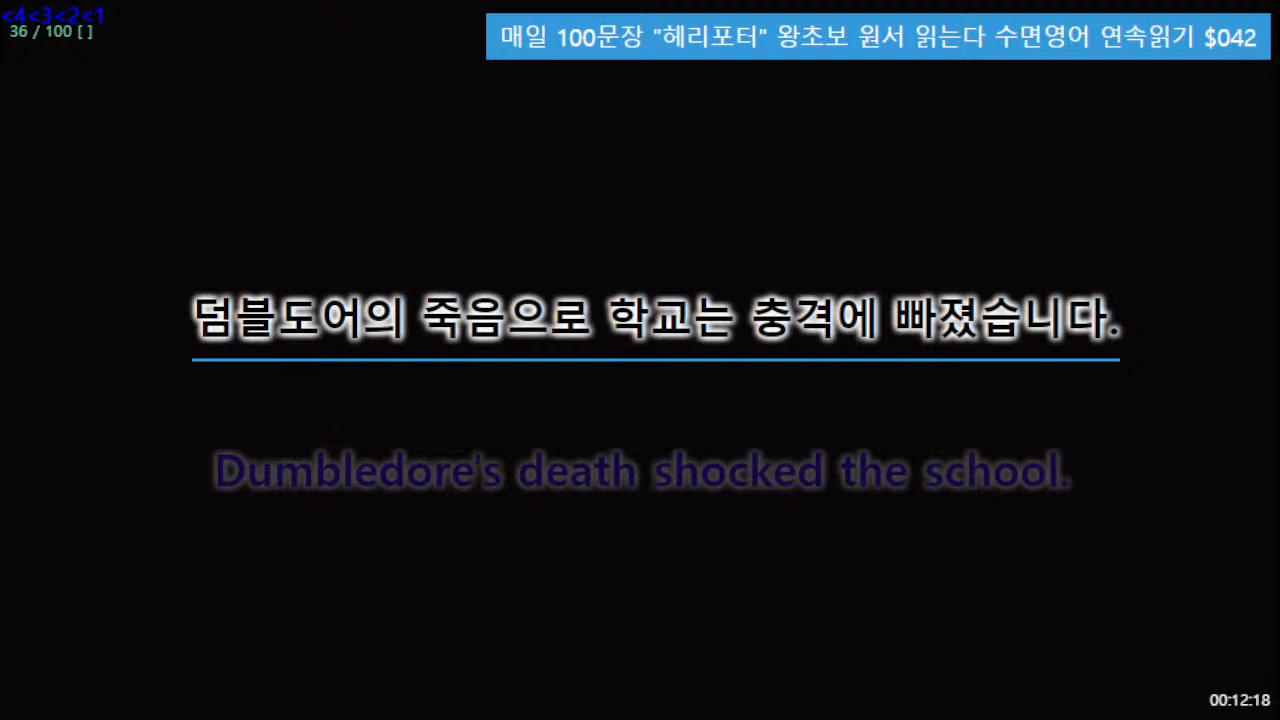 <4<3<2<1
36 / 100 [ ]
매일 100문장 "헤리포터" 왕초보 원서 읽는다 수면영어 연속읽기 $042
덤블도어의 죽음으로 학교는 충격에 빠졌습니다.
Dumbledore's death shocked the school.
00:12:18